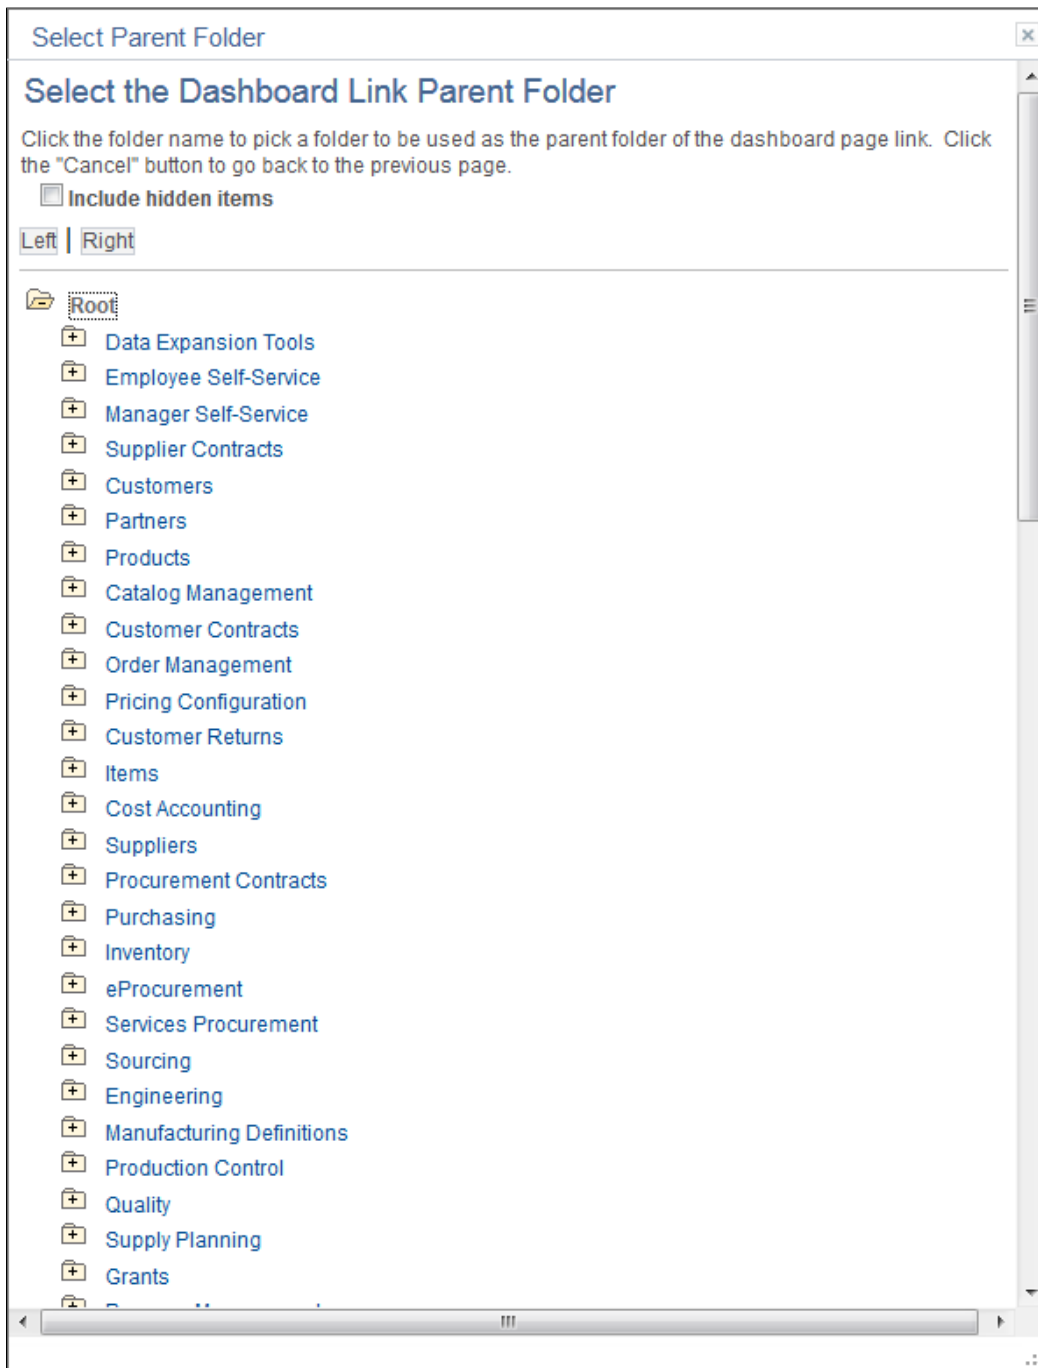 Select Parent Folder
Select the Dashboard Link Parent Folder
Click the folder name to pick a folder to be used as the parent folder of the dashboard page link. Click
the "Cancel" button to go back to the previous page.
Include hidden items
Left | Right
Root
Data Expansion Tools
Employee Self-Service
Manager Self-Service
Supplier Contracts
Customers
Partners
Products
Catalog Management
Customer Contracts
Order Management
Pricing Configuration
Customer Returns
Items
Cost Accounting
Suppliers
Procurement Contracts
Purchasing
Inventory
eProcurement
Services Procurement
Sourcing
Engineering
Manufacturing Definitions
Production Control
Quality
Supply Planning
Grants